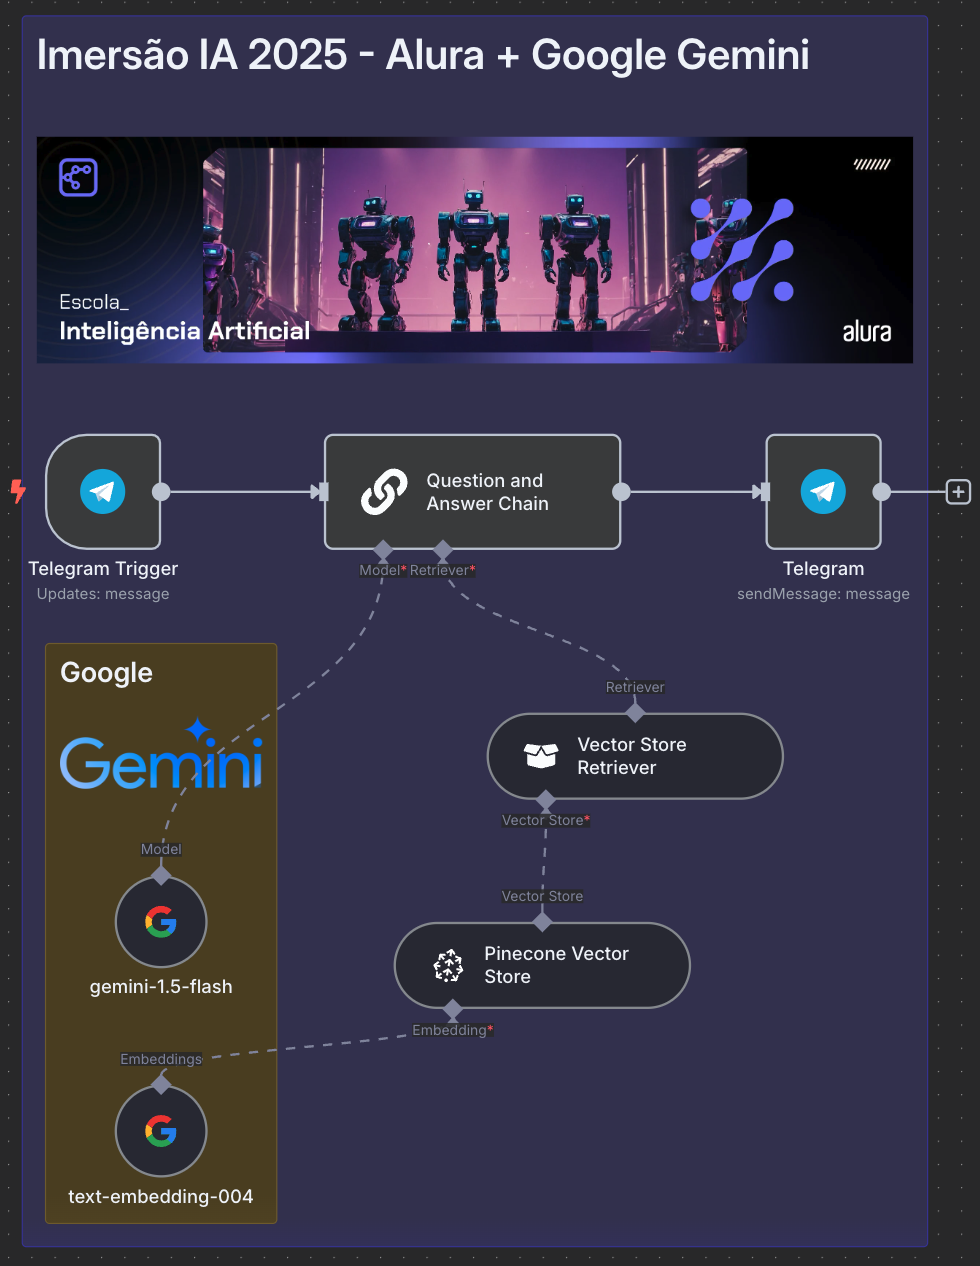 Imersão IA 2025 - Alura + Google Gemini
Escola_
Inteligência Artificial
alura
Question and
Answer Chain
Telegram Trigger
Updates: message
Model* Retriever*
Telegram
sendMessage: message
Google
Gemini
Retriever
Vector Store
Retriever
Vector Store*
Model
Vector Store
Pinecone Vector
Store
gemini-1.5-flash
Embedding*
Embeddings
text-embedding-004